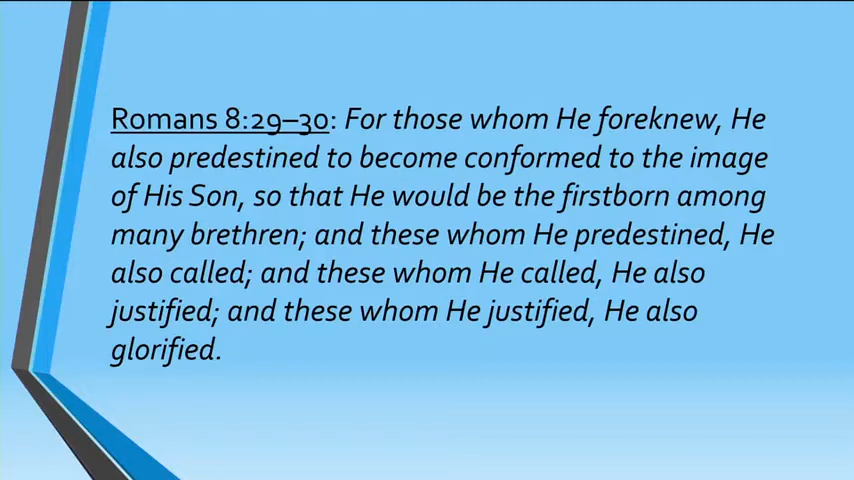 Romans 8:29–30: For those whom He foreknew, He
also predestined to become conformed to the image
of His Son, so that He would be the firstborn among
many brethren; and these whom He predestined, He
also called; and these whom He called, He also
justified; and these whom He justified, He also
glorified.